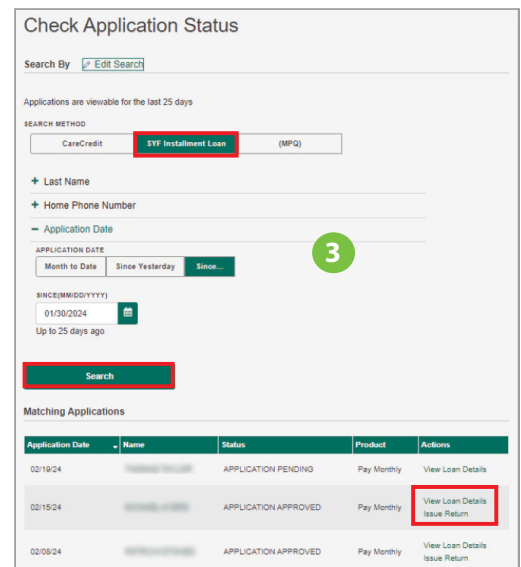 Check Application Status
Search By Edit Search
Applications are viewable for the last 25 days
SEARCH METHOD
CareCredit SYF Installment Loan (MPQ)
+ Last Name
+ Home Phone Number
− Application Date
APPLICATION DATE
Month to Date Since Yesterday Since...
3
SINCE(MM/DD/YYYY)
01/30/2024
Up to 25 days ago
Search
Matching Applications
Application Date Name Status Product Actions
02/19/24 APPLICATION PENDING Pay Monthly View Loan Details
02/15/24 APPLICATION APPROVED Pay Monthly View Loan Details
Issue Return
02/08/24 APPLICATION APPROVED Pay Monthly View Loan Details
Issue Return